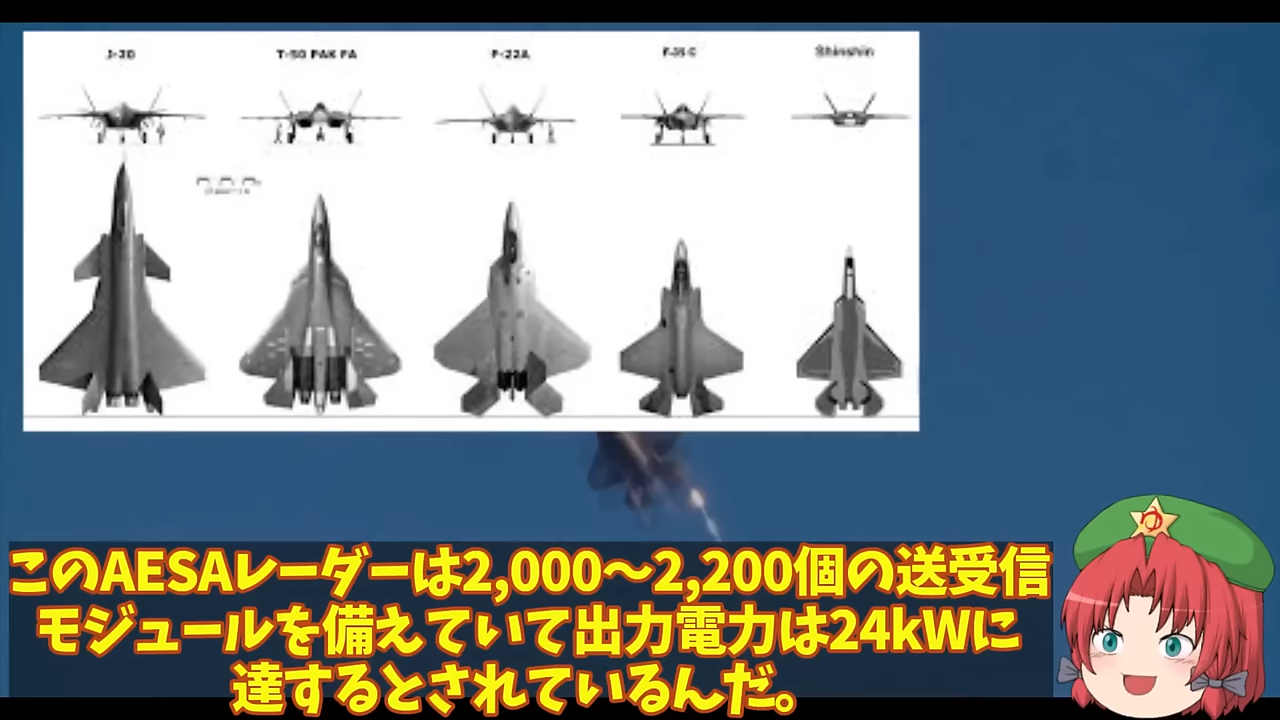 J-20
T-50 PAK FA
F-22A
F-35 C
Shinshin
このAESAレーダーは2,000～2,200個の送受信
モジュールを備えていて出力電力は24kWに
達するとされているんだ。